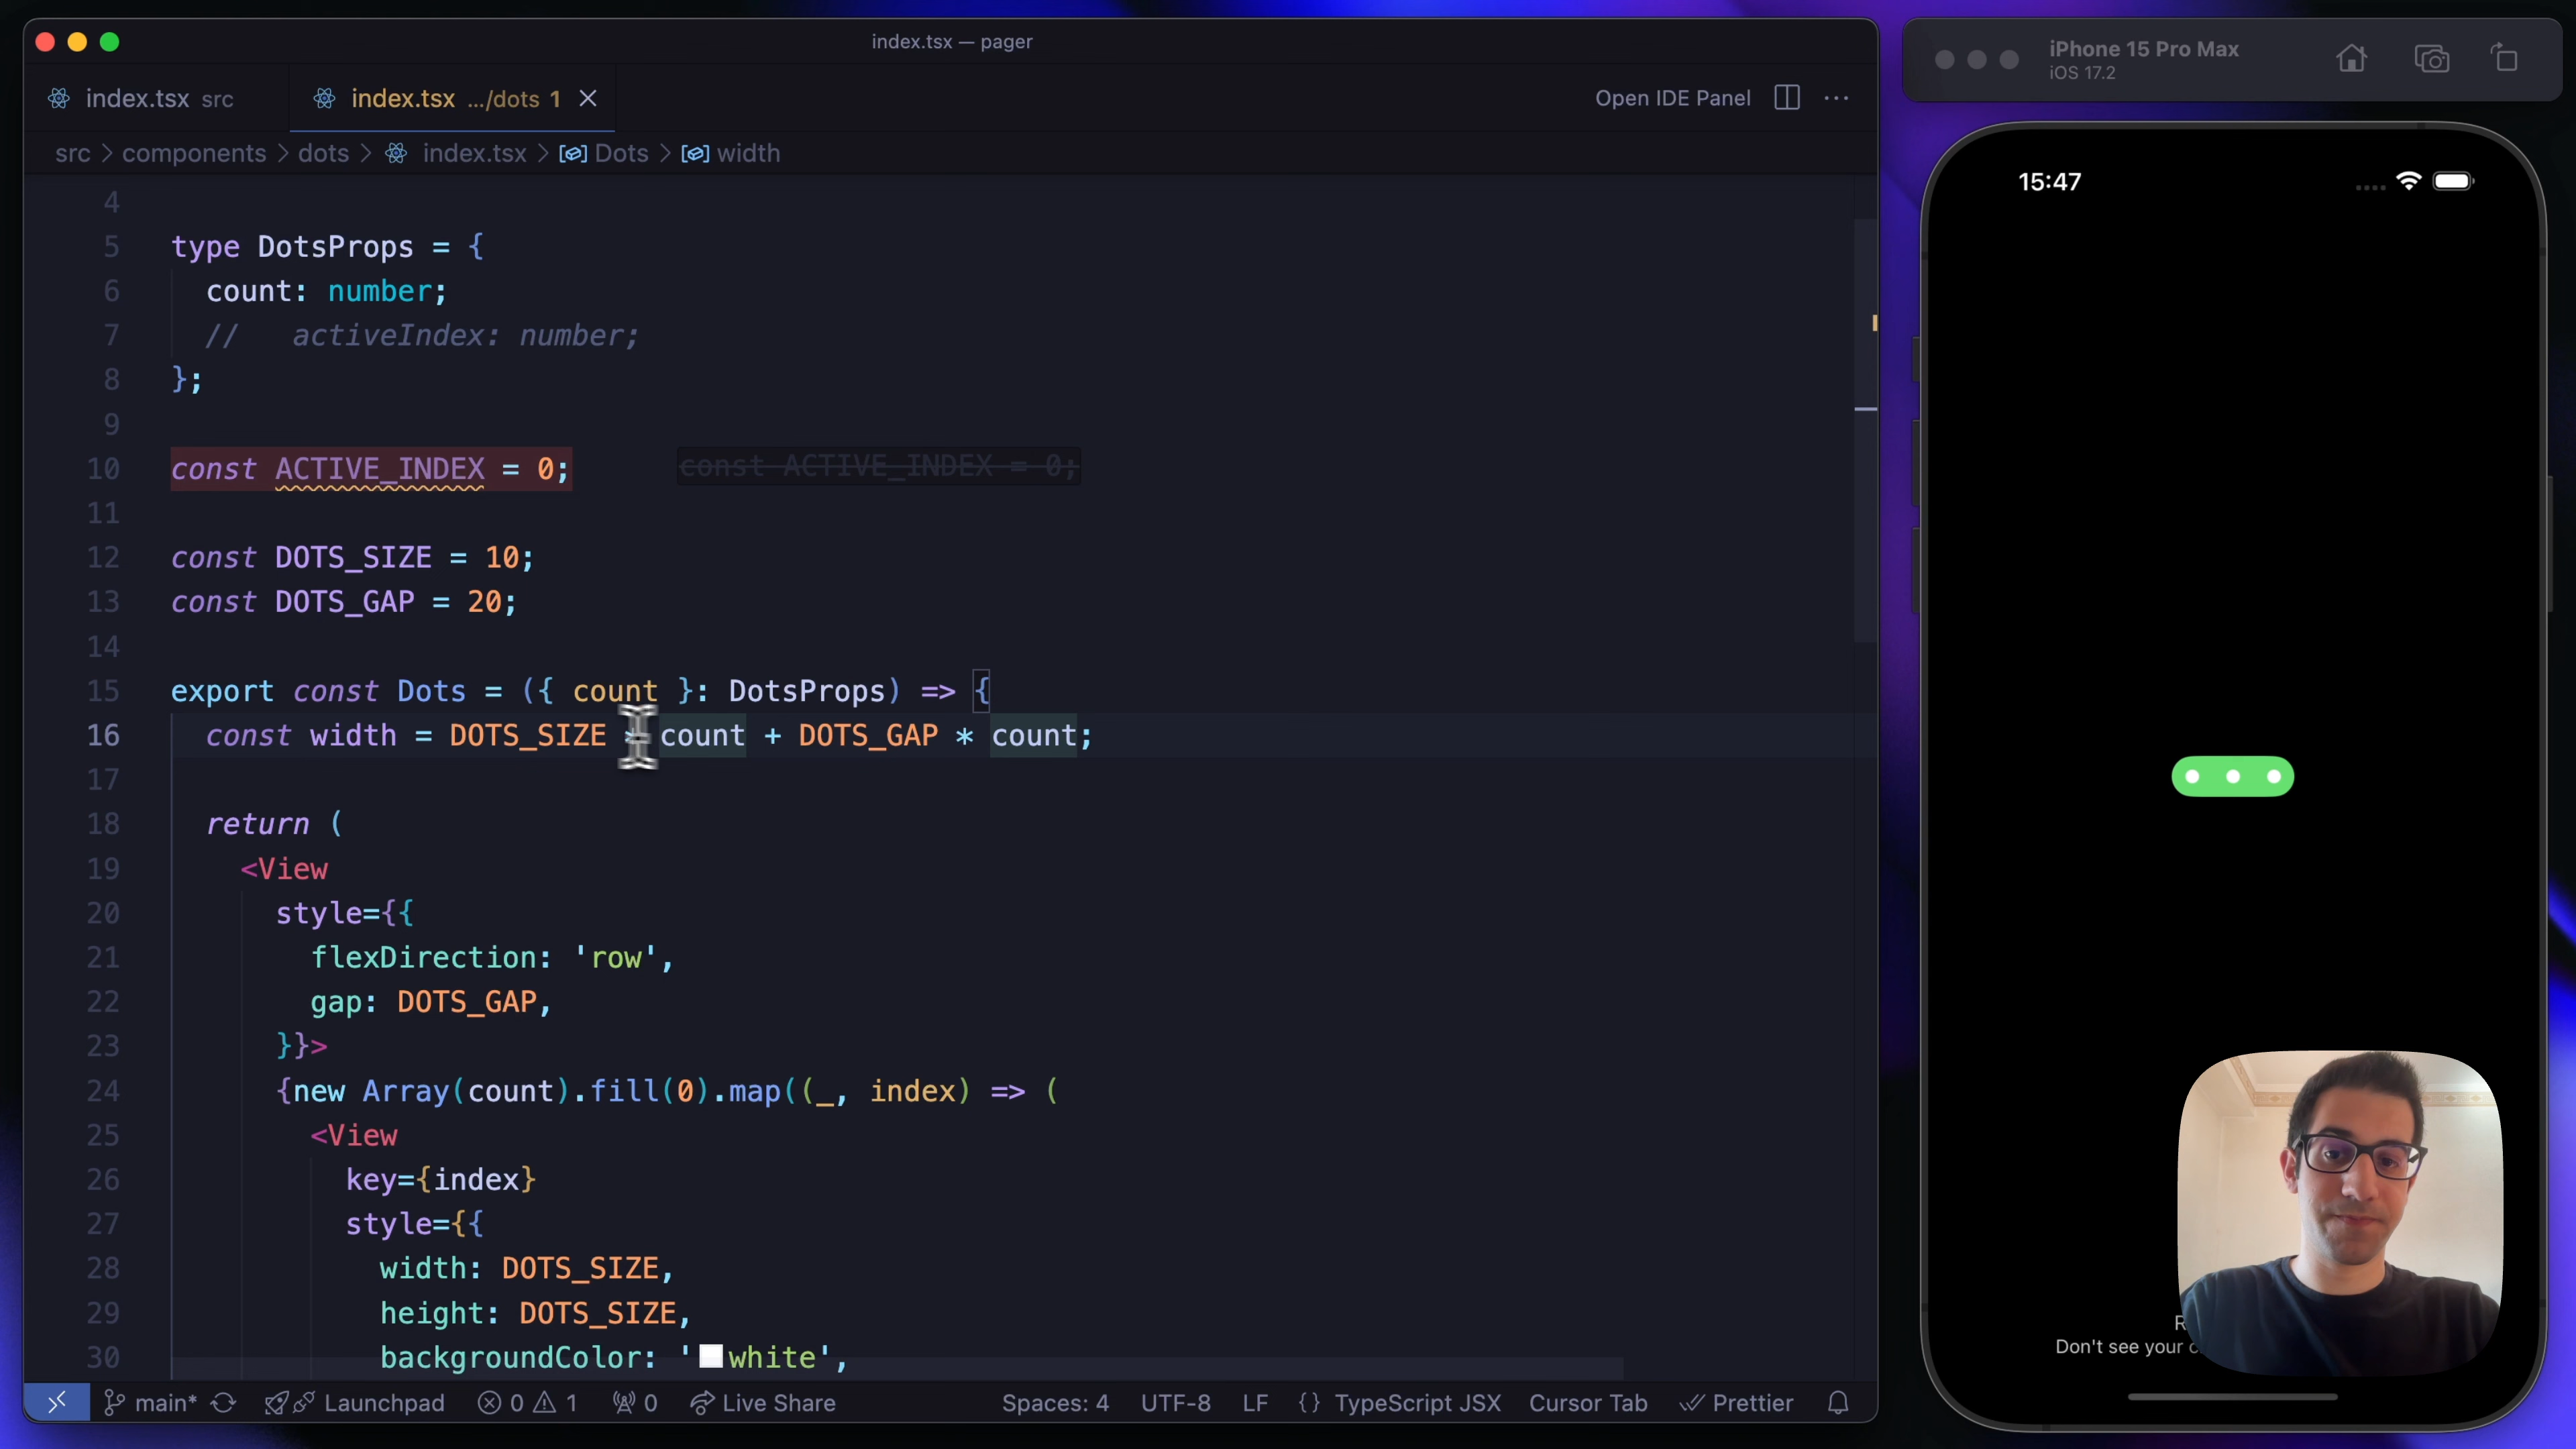 index.tsx — pager
index.tsx src
index.tsx .../dots 1
Open IDE Panel
src > components > dots > index.tsx > Dots > width
4
5 type DotsProps = {
6 count: number;
7 // activeIndex: number;
8 };
9
10 const ACTIVE_INDEX = 0; const ACTIVE_INDEX = 0;
11
12 const DOTS_SIZE = 10;
13 const DOTS_GAP = 20;
14
15 export const Dots = ({ count }: DotsProps) => {
16 const width = DOTS_SIZE * count + DOTS_GAP * count;
17
18 return (
19 <View
20 style={{
21 flexDirection: 'row',
22 gap: DOTS_GAP,
23 }}>
24 {new Array(count).fill(0).map((_, index) => (
25 <View
26 key={index}
27 style={{
28 width: DOTS_SIZE,
29 height: DOTS_SIZE,
30 backgroundColor: 'white',
main* Launchpad 0 1 0 Live Share Spaces: 4 UTF-8 LF {} TypeScript JSX Cursor Tab Prettier
iPhone 15 Pro Max
iOS 17.2
15:47
Don't see your